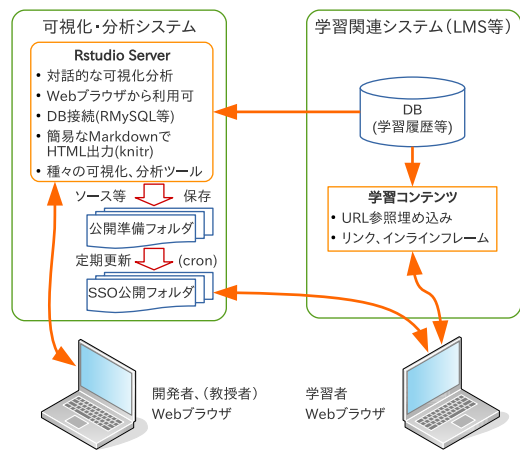 可視化・分析システム
Rstudio Server
• 対話的な可視化分析
• Webブラウザから利用可
• DB接続(RMySQL等)
• 簡易なMarkdownで
HTML出力(knitr)
• 種々の可視化、分析ツール
ソース等 保存
公開準備フォルダ
定期更新 (cron)
SSO公開フォルダ
学習関連システム(LMS等)
DB
(学習履歴等)
学習コンテンツ
• URL参照埋め込み
• リンク、インラインフレーム
開発者、(教授者)
Webブラウザ
学習者
Webブラウザ